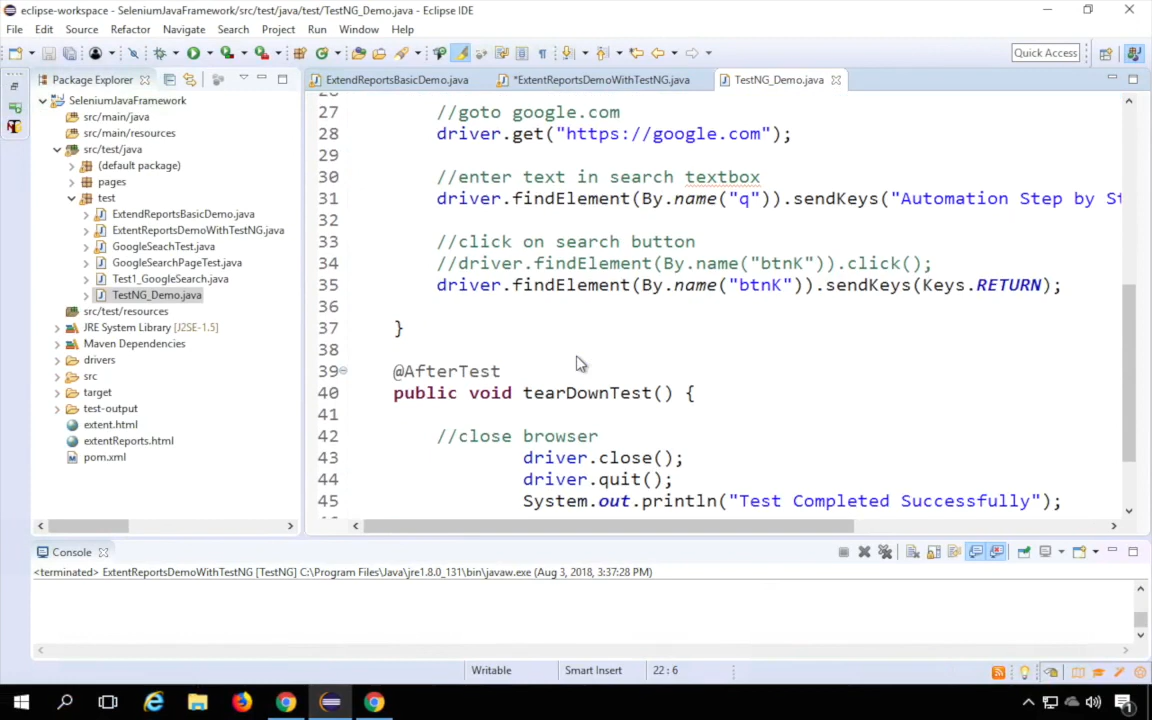 eclipse-workspace - SeleniumJavaFramework/src/test/java/test/TestNG_Demo.java - Eclipse IDE
File Edit Source Refactor Navigate Search Project Run Window Help
Quick Access
Package Explorer
ExtendReportsBasicDemo.java
*ExtentReportsDemoWithTestNG.java
TestNG_Demo.java
SeleniumJavaFramework
src/main/java
src/main/resources
src/test/java
(default package)
pages
test
ExtendReportsBasicDemo.java
ExtentReportsDemoWithTestNG.java
GoogleSeachTest.java
GoogleSearchPageTest.java
Test1_GoogleSearch.java
TestNG_Demo.java
src/test/resources
JRE System Library [J2SE-1.5]
Maven Dependencies
drivers
src
target
test-output
extent.html
extentReports.html
pom.xml
27 //goto google.com
28 driver.get("https://google.com");
29
30 //enter text in search textbox
31 driver.findElement(By.name("q")).sendKeys("Automation Step by St
32
33 //click on search button
34 //driver.findElement(By.name("btnK")).click();
35 driver.findElement(By.name("btnK")).sendKeys(Keys.RETURN);
36
37 }
38
39 @AfterTest
40 public void tearDownTest() {
41
42 //close browser
43 driver.close();
44 driver.quit();
45 System.out.println("Test Completed Successfully");
Console
<terminated> ExtentReportsDemoWithTestNG [TestNG] C:\Program Files\Java\jre1.8.0_131\bin\javaw.exe (Aug 3, 2018, 3:37:28 PM)
Writable Smart Insert 22 : 6
1